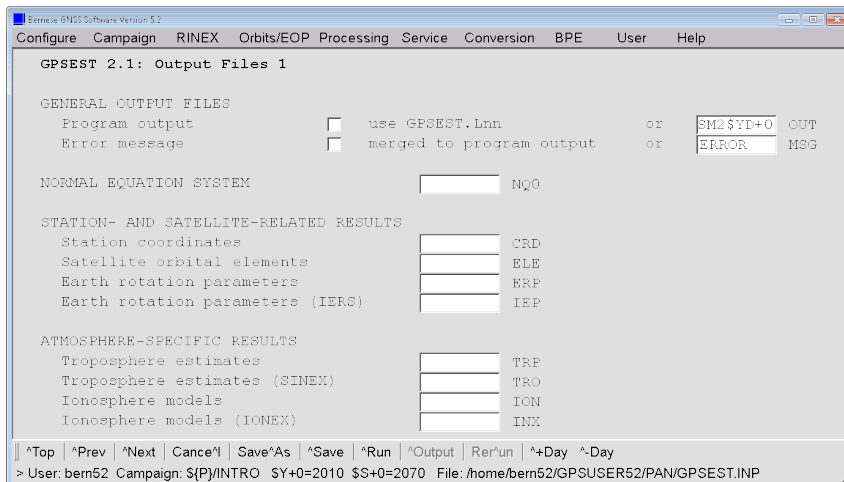 Bernese GNSS Software Version 5.2
Configure Campaign RINEX Orbits/EOP Processing Service Conversion BPE User Help
GPSEST 2.1: Output Files 1
GENERAL OUTPUT FILES
Program output use GPSEST.Lnn or SM2$YD+0 OUT
Error message merged to program output or ERROR MSG
NORMAL EQUATION SYSTEM NQ0
STATION- AND SATELLITE-RELATED RESULTS
Station coordinates CRD
Satellite orbital elements ELE
Earth rotation parameters ERP
Earth rotation parameters (IERS) IEP
ATMOSPHERE-SPECIFIC RESULTS
Troposphere estimates TRP
Troposphere estimates (SINEX) TRO
Ionosphere models ION
Ionosphere models (IONEX) INX
^Top ^Prev ^Next Cance^l Save^As ^Save ^Run ^Output Rer^un ^+Day ^-Day
> User: bern52 Campaign: ${P}/INTRO $Y+0=2010 $S+0=2070 File: /home/bern52/GPSUSER52/PAN/GPSEST.INP